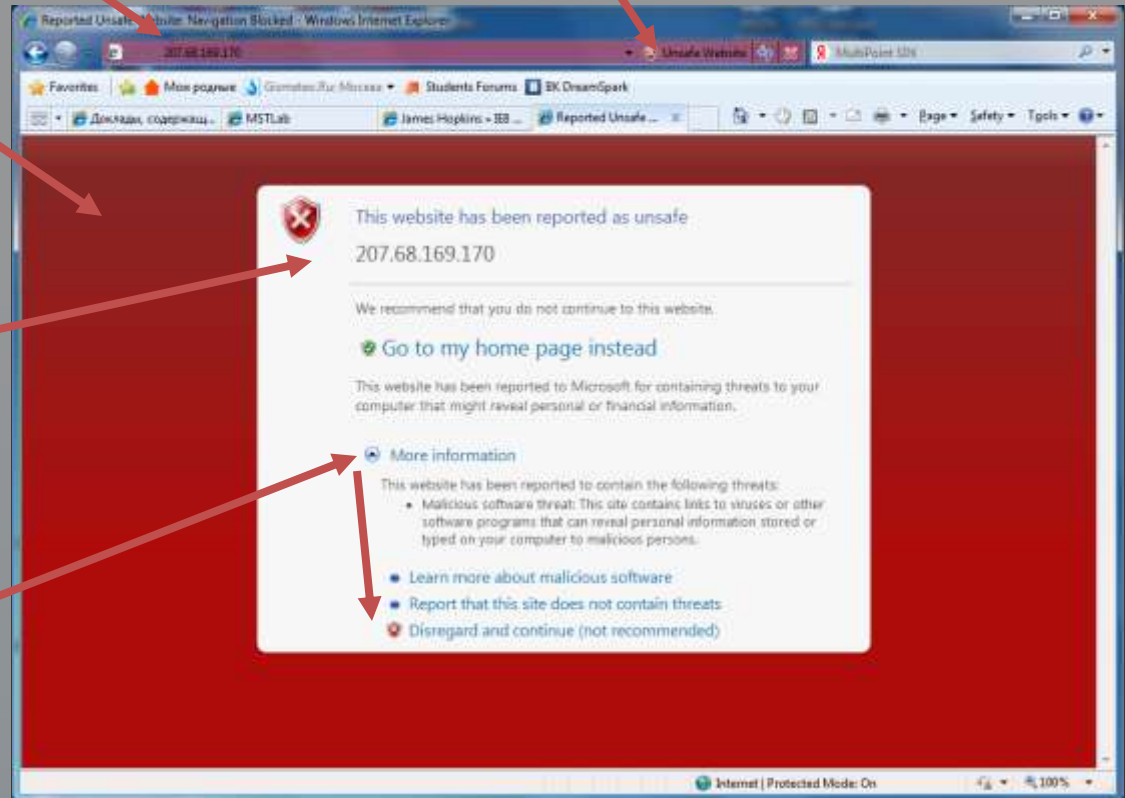 Reported Unsafe Website: Navigation Blocked - Windows Internet Explorer
207.68.169.170
Unsafe Website
MultiPoint SDK
Favorites
Students Forums
BK DreamSpark
MSTLab
James Hopkins - IE8 ...
Reported Unsafe ...
Page
Safety
Tools
This website has been reported as unsafe
207.68.169.170
We recommend that you do not continue to this website.
Go to my home page instead
This website has been reported to Microsoft for containing threats to your
computer that might reveal personal or financial information.
More information
This website has been reported to contain the following threats:
Malicious software threat: This site contains links to viruses or other
software programs that can reveal personal information stored or
typed on your computer to malicious persons.
Learn more about malicious software
Report that this site does not contain threats
Disregard and continue (not recommended)
Internet | Protected Mode: On
100%